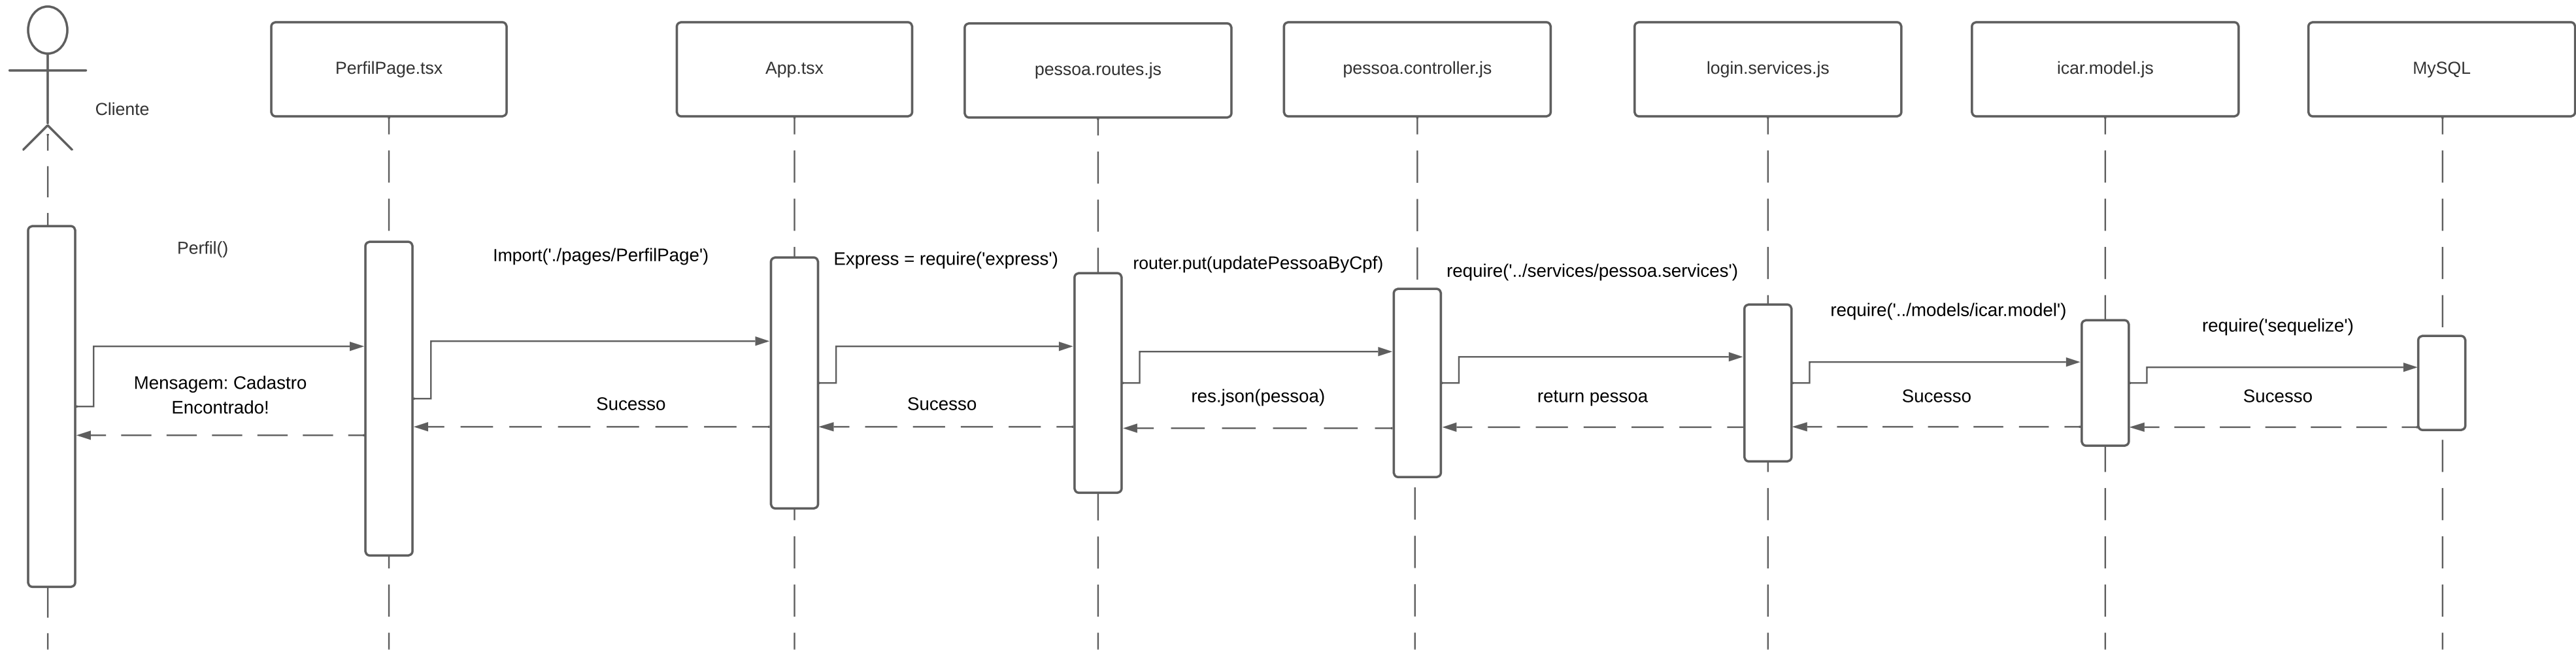 PerfilPage.tsx
App.tsx
pessoa.routes.js
pessoa.controller.js
login.services.js
icar.model.js
MySQL
Cliente
Perfil()
Import('./pages/PerfilPage')
Express = require('express')
router.put(updatePessoaByCpf)
require('../services/pessoa.services')
require('../models/icar.model')
require('sequelize')
Mensagem: Cadastro
Encontrado!
Sucesso
Sucesso
res.json(pessoa)
return pessoa
Sucesso
Sucesso